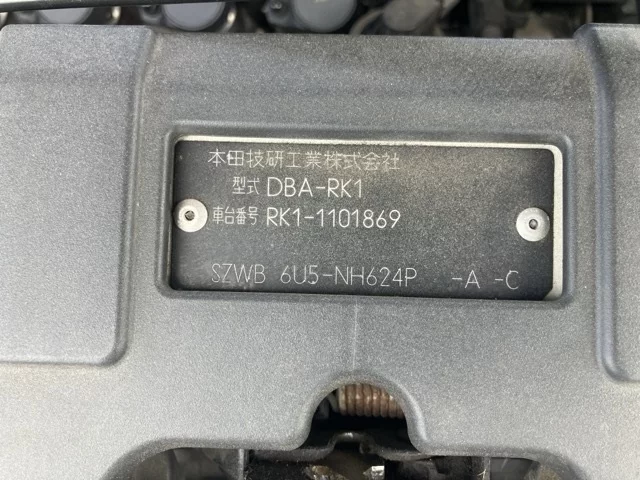 本田技研工業株式会社
型式 DBA-RK1
車台番号 RK1-1101869
SZWB 6U5-NH624P -A -C